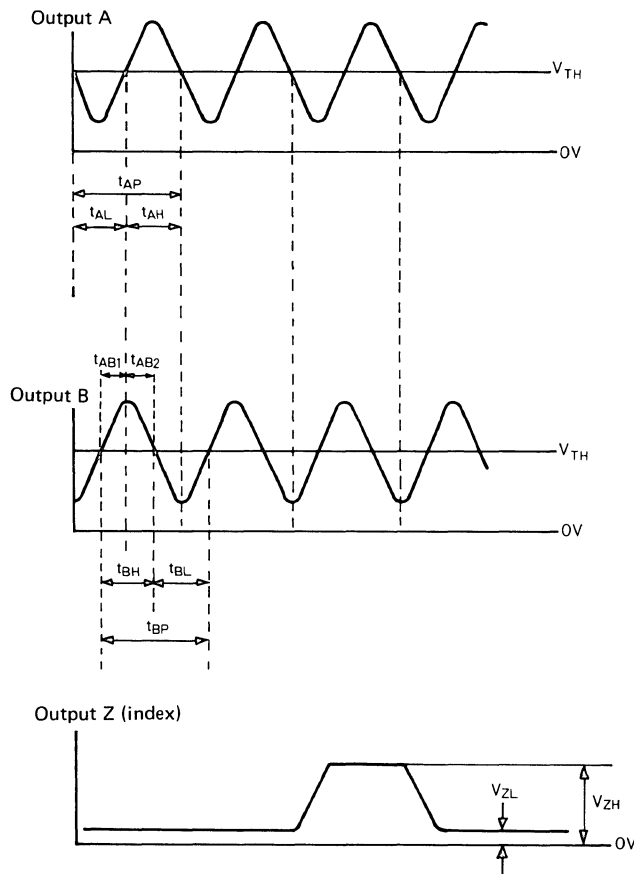 Output A
V_TH
0V
t_AP
t_AL t_AH
t_AB1 t_AB2
Output B
V_TH
0V
t_BH t_BL
t_BP
Output Z (index)
V_ZL
V_ZH
0V